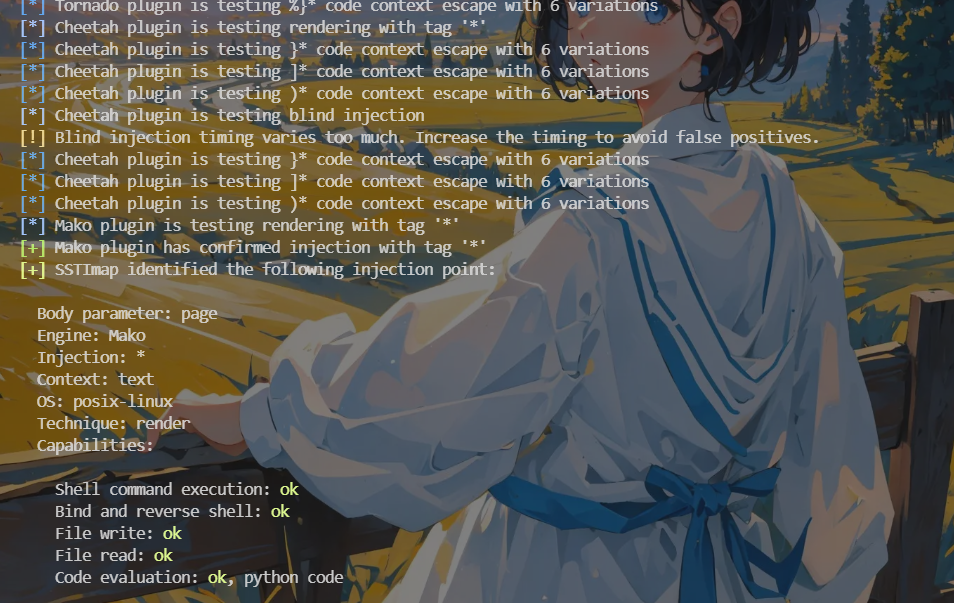 [*] Tornado plugin is testing %}* code context escape with 6 variations
[*] Cheetah plugin is testing rendering with tag '*'
[*] Cheetah plugin is testing }* code context escape with 6 variations
[*] Cheetah plugin is testing ]* code context escape with 6 variations
[*] Cheetah plugin is testing )* code context escape with 6 variations
[*] Cheetah plugin is testing blind injection
[!] Blind injection timing varies too much. Increase the timing to avoid false positives.
[*] Cheetah plugin is testing }* code context escape with 6 variations
[*] Cheetah plugin is testing ]* code context escape with 6 variations
[*] Cheetah plugin is testing )* code context escape with 6 variations
[*] Mako plugin is testing rendering with tag '*'
[+] Mako plugin has confirmed injection with tag '*'
[+] SSTImap identified the following injection point:
Body parameter: page
Engine: Mako
Injection: *
Context: text
OS: posix-linux
Technique: render
Capabilities:
Shell command execution: ok
Bind and reverse shell: ok
File write: ok
File read: ok
Code evaluation: ok, python code